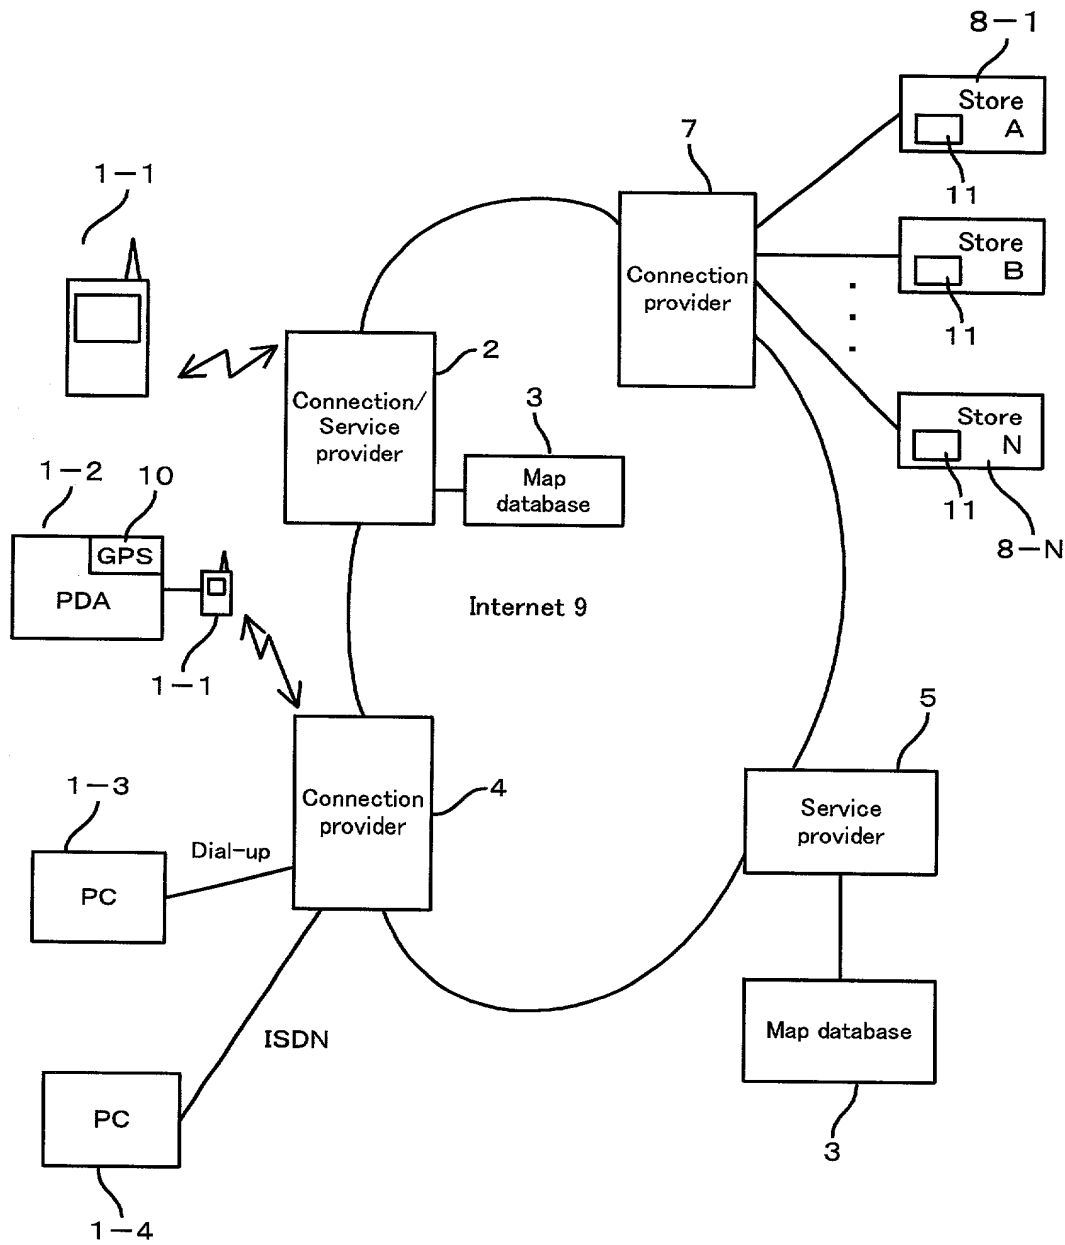 8-1
Store
A
11
7
1-1
Connection
provider
Store
B
11
2
Connection/
Service
provider
3
Map
database
Store
N
11
8-N
1-2
10
GPS
PDA
1-1
Internet 9
5
Service
provider
4
Connection
provider
1-3
Dial-up
PC
ISDN
Map database
3
PC
1-4